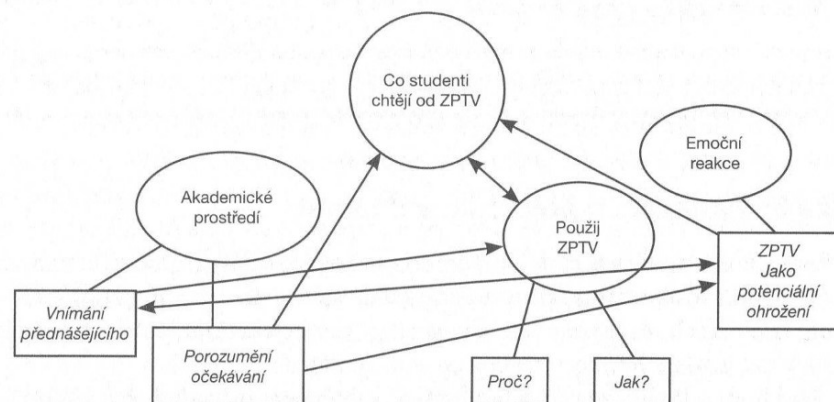 Co studenti
chtějí od ZPTV
Emoční
reakce
Akademické
prostředí
Použij
ZPTV
ZPTV
Jako
potenciální
ohrožení
Vnímání
přednášejícího
Porozumění
očekávání
Proč?
Jak?